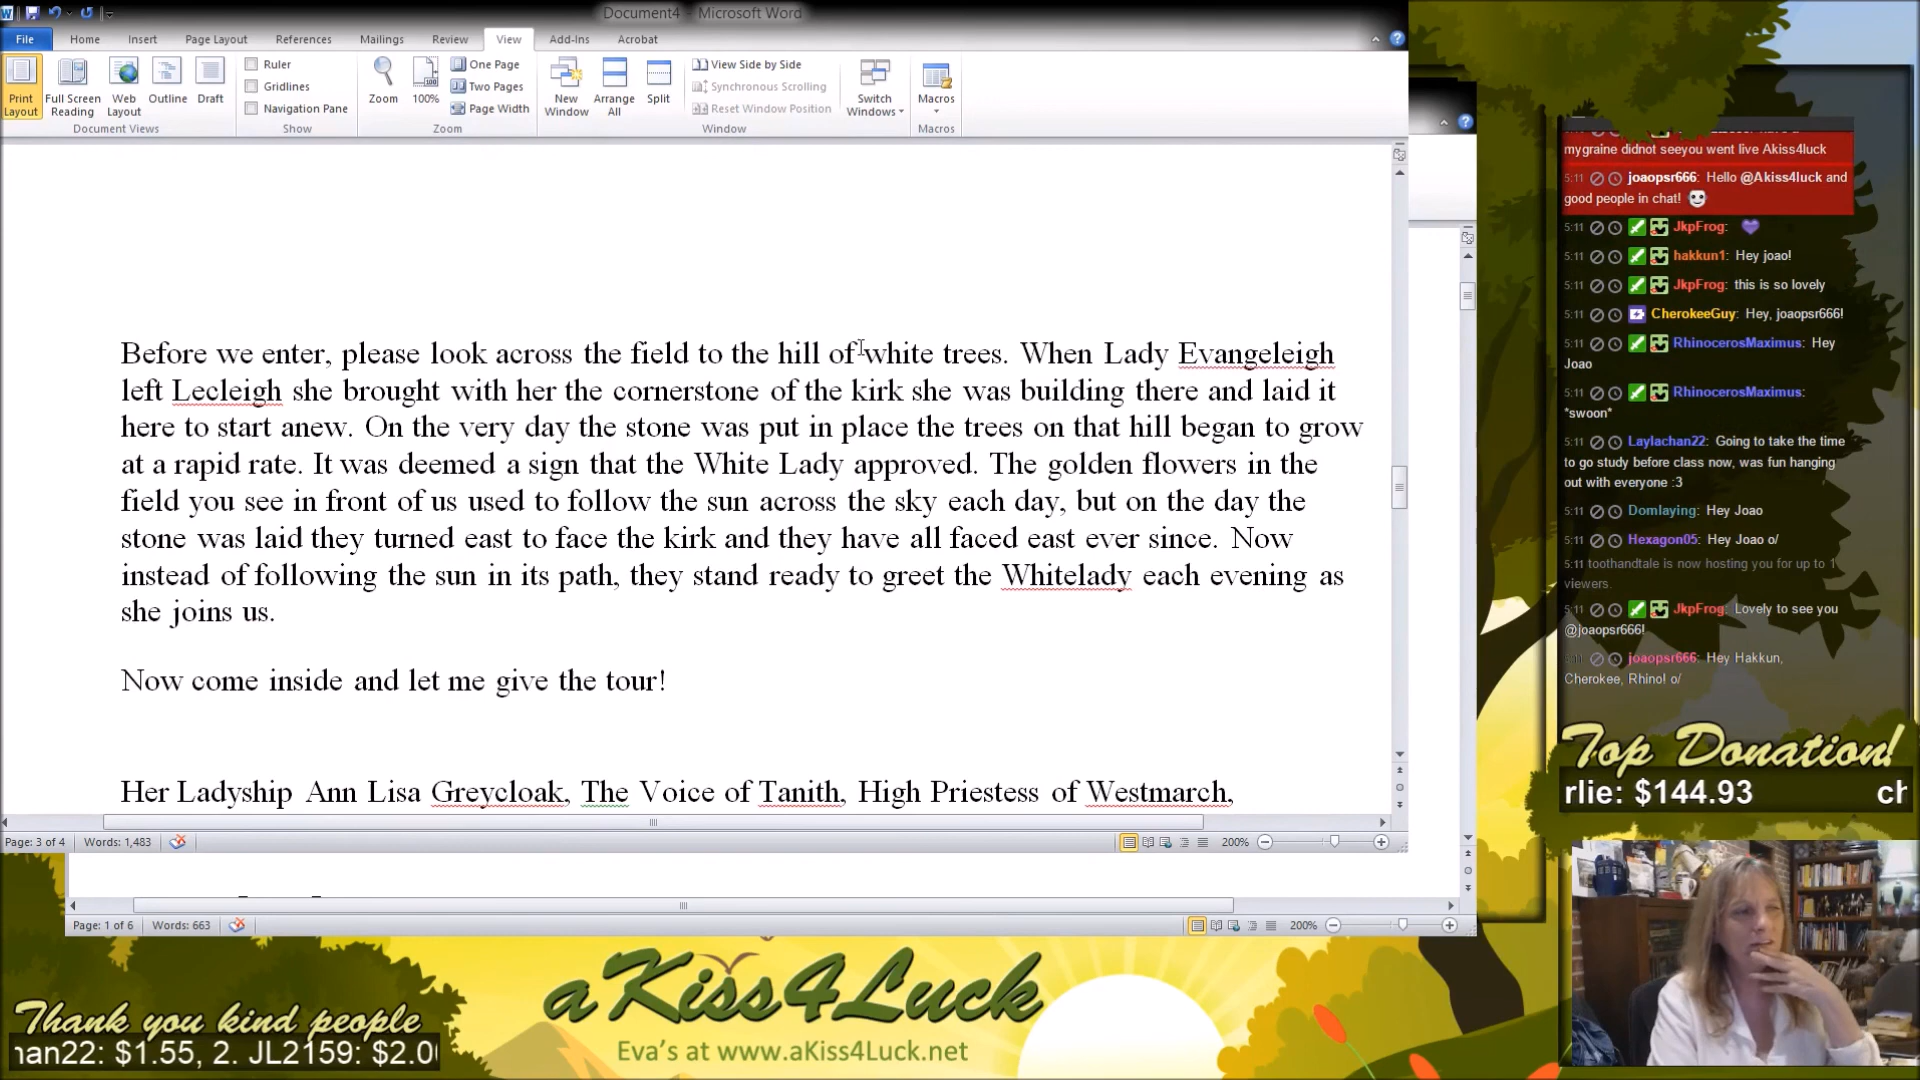 Document4 - Microsoft Word
File Home Insert Page Layout References Mailings Review View Add-Ins Acrobat
Print Layout
Full Screen Reading
Web Layout
Outline
Draft
Document Views
Ruler
Gridlines
Navigation Pane
Show
Zoom
100%
One Page
Two Pages
Page Width
Zoom
New Window
Arrange All
Split
View Side by Side
Synchronous Scrolling
Reset Window Position
Window
Switch Windows
Macros
Macros
Before we enter, please look across the field to the hill of white trees. When Lady Evangeleigh
left Lecleigh she brought with her the cornerstone of the kirk she was building there and laid it
here to start anew. On the very day the stone was put in place the trees on that hill began to grow
at a rapid rate. It was deemed a sign that the White Lady approved. The golden flowers in the
field you see in front of us used to follow the sun across the sky each day, but on the day the
stone was laid they turned east to face the kirk and they have all faced east ever since. Now
instead of following the sun in its path, they stand ready to greet the Whitelady each evening as
she joins us.
Now come inside and let me give the tour!
Her Ladyship Ann Lisa Greycloak, The Voice of Tanith, High Priestess of Westmarch,
Page: 3 of 4 Words: 1,483 200%
Page: 1 of 6 Words: 663 200%
mygraine didnot seeyou went live Akiss4luck
5:11 joaopsr666: Hello @Akiss4luck and
good people in chat!
5:11 JkpFrog:
5:11 hakkun1: Hey joao!
5:11 JkpFrog: this is so lovely
5:11 CherokeeGuy: Hey, joaopsr666!
5:11 RhinocerosMaximus: Hey
Joao
5:11 RhinocerosMaximus:
*swoon*
5:11 Laylachan22: Going to take the time
to go study before class now, was fun hanging
out with everyone :3
5:11 Domlaying: Hey Joao
5:11 Hexagon05: Hey Joao o/
5:11 toothandtale is now hosting you for up to 1
viewers.
5:11 JkpFrog: Lovely to see you
@joaopsr666!
5:11 joaopsr666: Hey Hakkun,
Cherokee, Rhino! o/
Top Donation!
rlie: $144.93 ch
Thank you kind people
nan22: $1.55, 2. JL2159: $2.0
aKiss4Luck
Eva's at www.aKiss4Luck.net